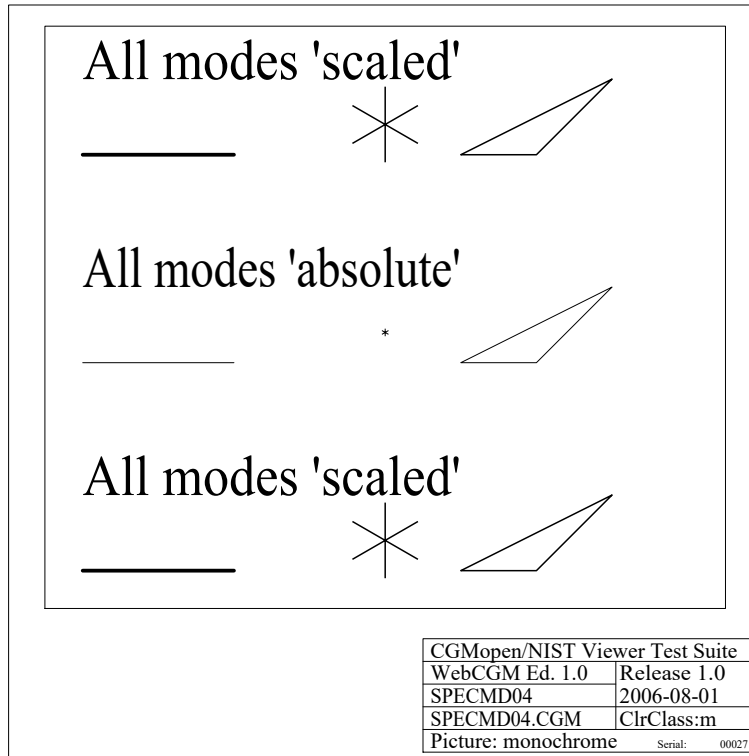 All modes 'scaled'
All modes 'absolute'
All modes 'scaled'
CGMopen/NIST Viewer Test Suite
WebCGM Ed. 1.0 Release 1.0
SPECMD04 2006-08-01
SPECMD04.CGM ClrClass:m
Picture: monochrome Serial: 00027